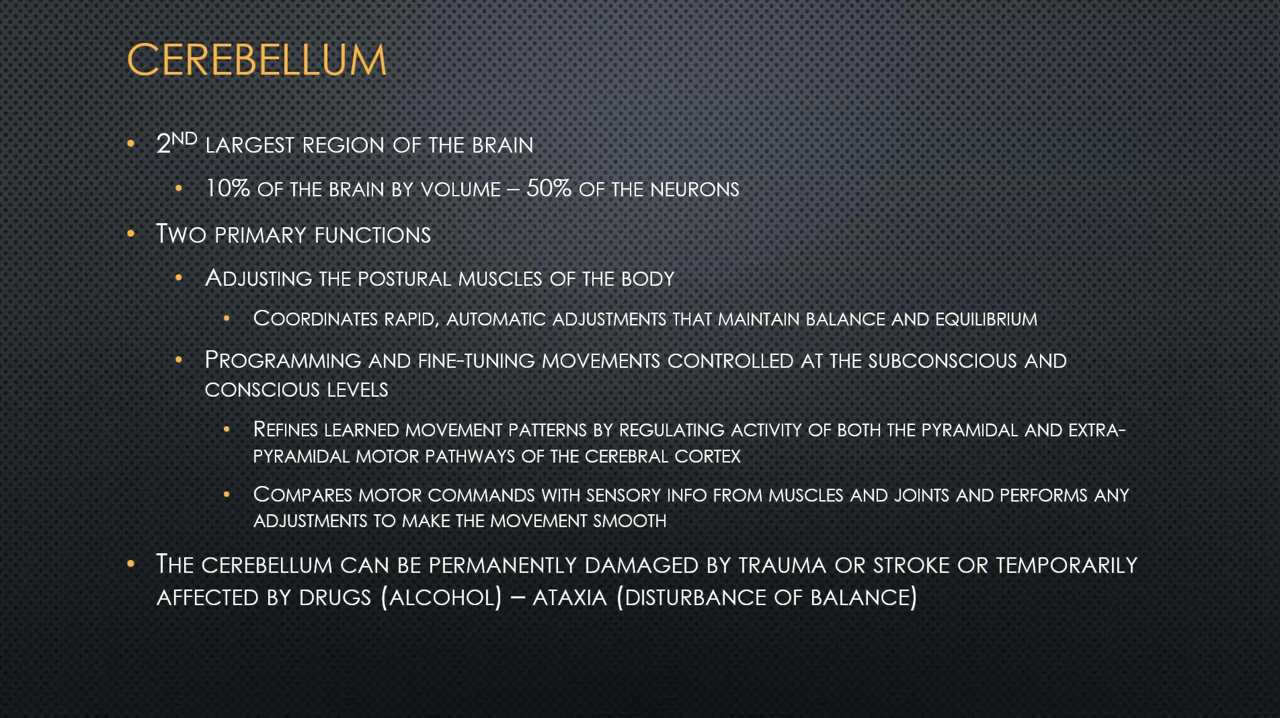 CEREBELLUM
• 2ND LARGEST REGION OF THE BRAIN
• 10% OF THE BRAIN BY VOLUME – 50% OF THE NEURONS
• TWO PRIMARY FUNCTIONS
• ADJUSTING THE POSTURAL MUSCLES OF THE BODY
• COORDINATES RAPID, AUTOMATIC ADJUSTMENTS THAT MAINTAIN BALANCE AND EQUILIBRIUM
• PROGRAMMING AND FINE-TUNING MOVEMENTS CONTROLLED AT THE SUBCONSCIOUS AND
CONSCIOUS LEVELS
• REFINES LEARNED MOVEMENT PATTERNS BY REGULATING ACTIVITY OF BOTH THE PYRAMIDAL AND EXTRA-
PYRAMIDAL MOTOR PATHWAYS OF THE CEREBRAL CORTEX
• COMPARES MOTOR COMMANDS WITH SENSORY INFO FROM MUSCLES AND JOINTS AND PERFORMS ANY
ADJUSTMENTS TO MAKE THE MOVEMENT SMOOTH
• THE CEREBELLUM CAN BE PERMANENTLY DAMAGED BY TRAUMA OR STROKE OR TEMPORARILY
AFFECTED BY DRUGS (ALCOHOL) – ATAXIA (DISTURBANCE OF BALANCE)